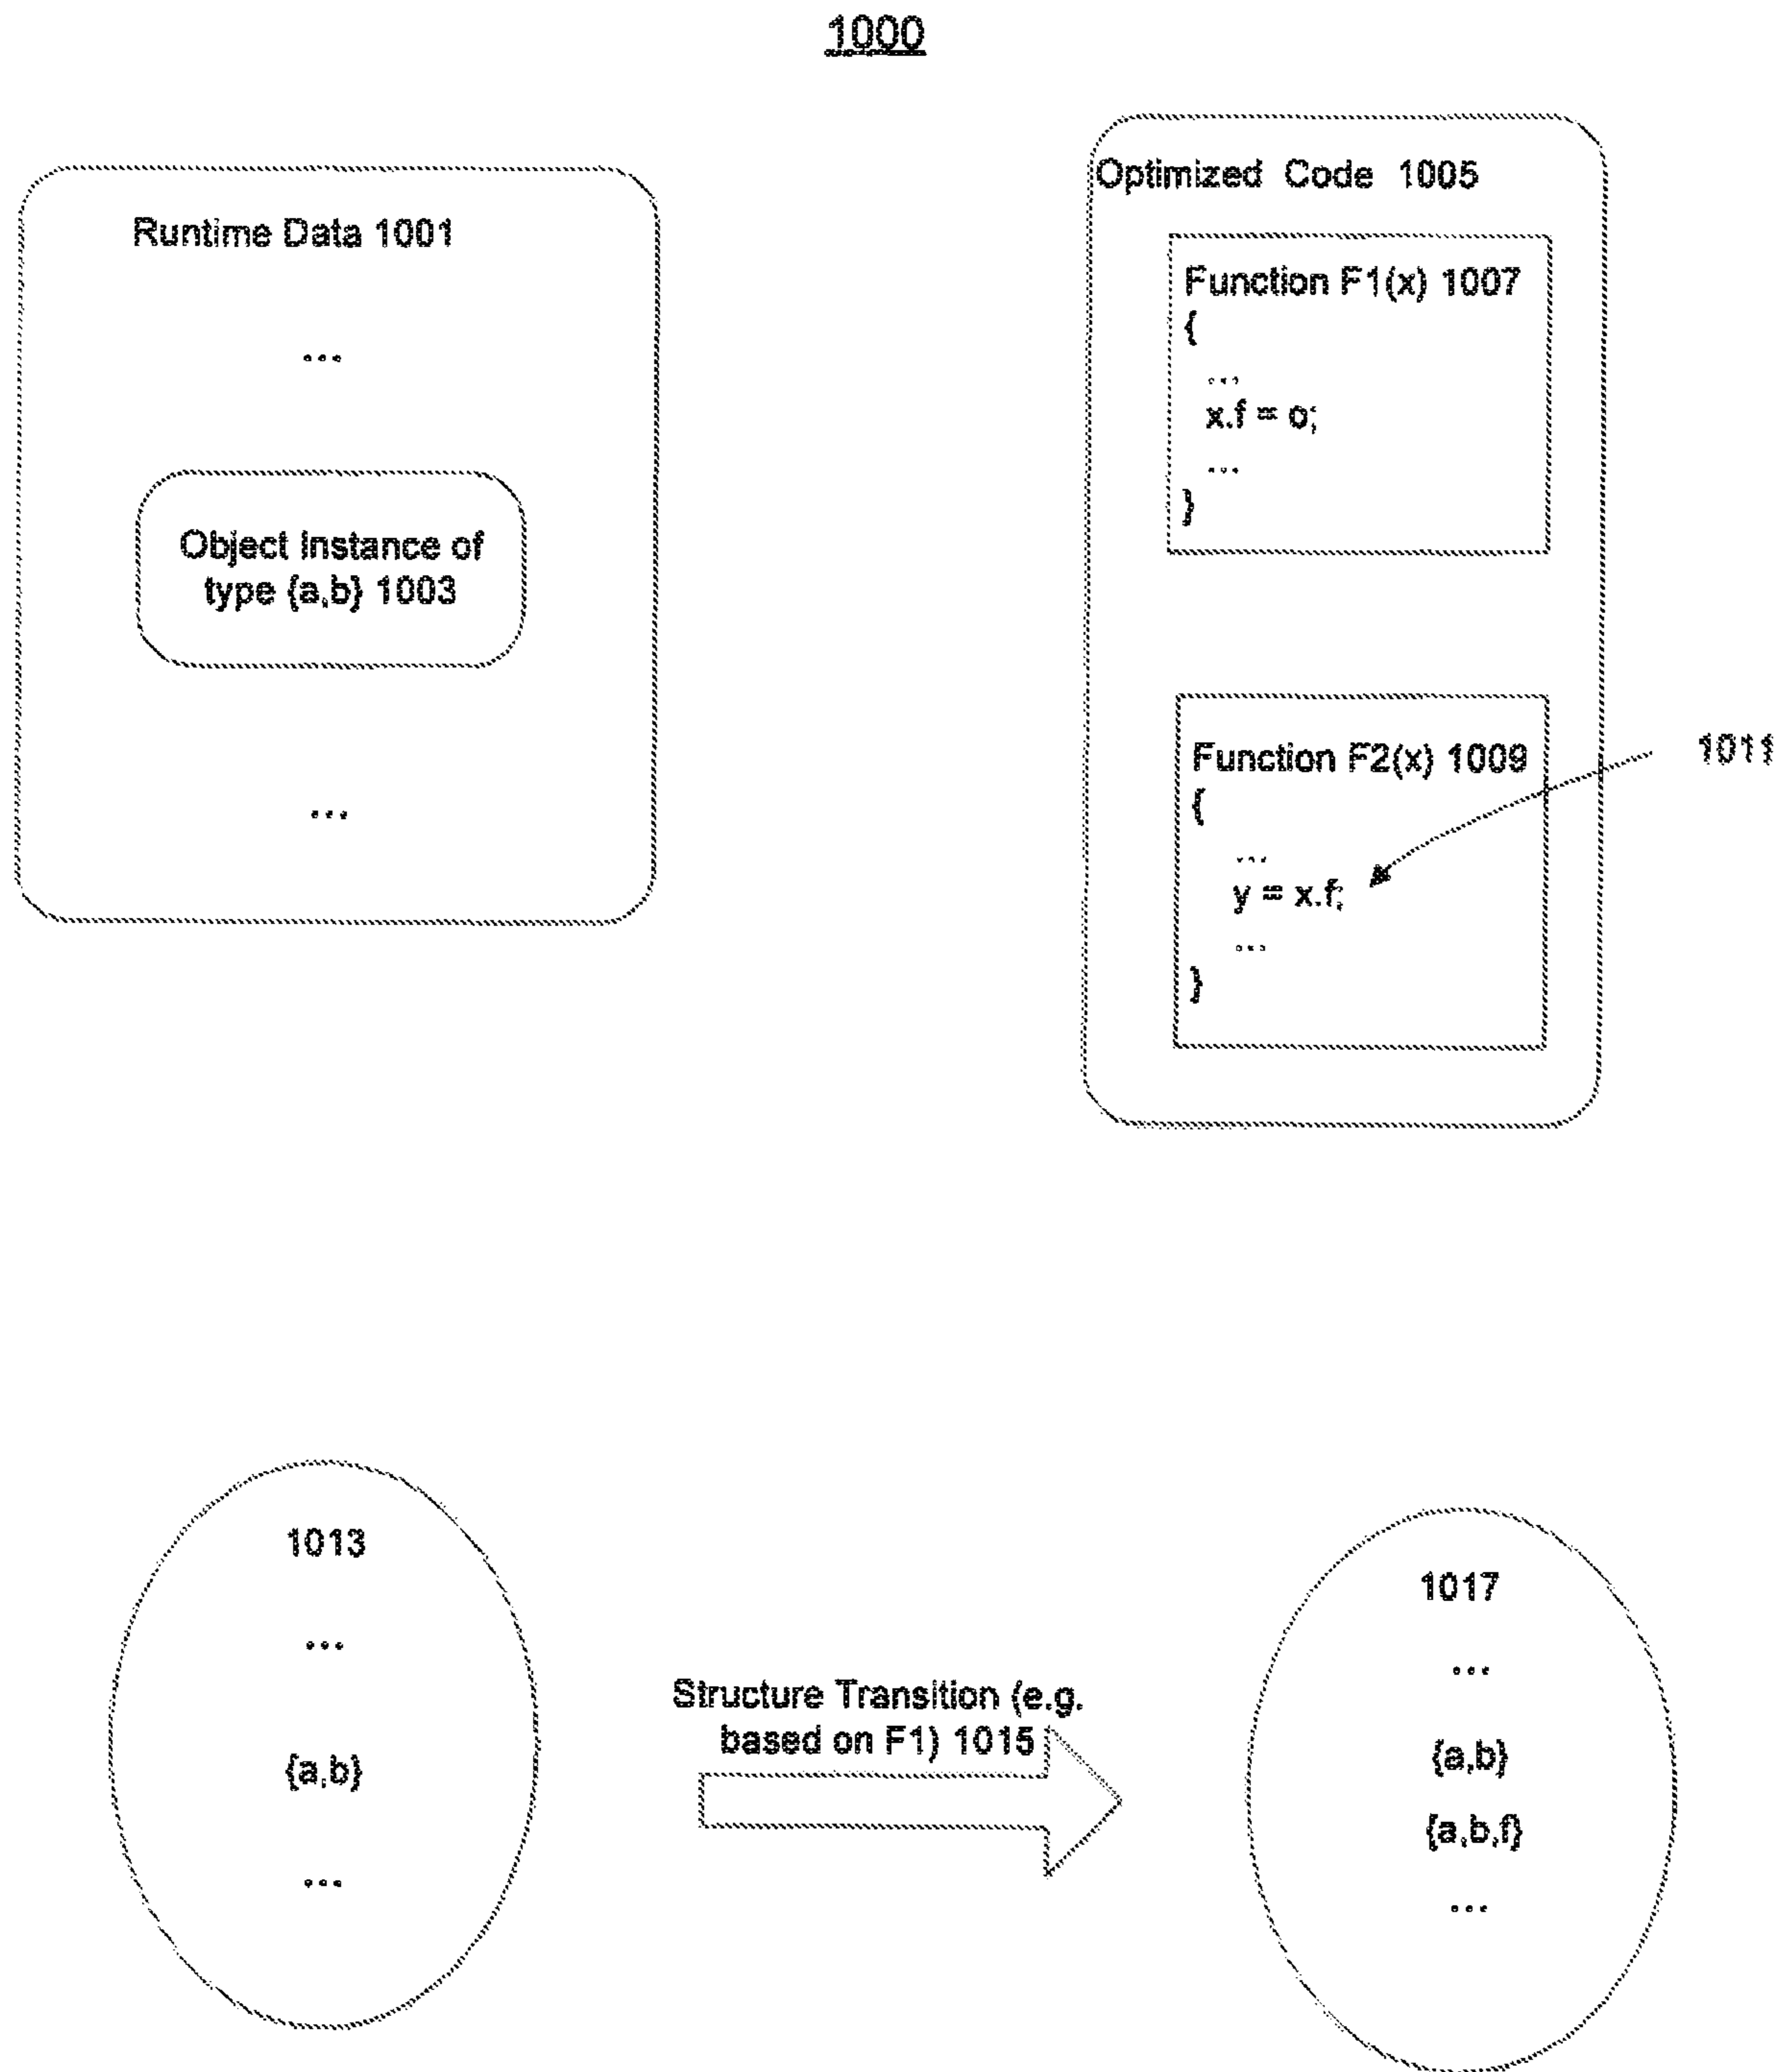 1000
Runtime Data 1001
...
Object Instance of
type {a,b} 1003
...
Optimized Code 1005
Function F1(x) 1007
{
...
x.f = o;
...
}
Function F2(x) 1009
{
...
y = x.f;
...
}
1011
1013
...
{a,b}
...
Structure Transition (e.g.
based on F1) 1015
1017
...
{a,b}
{a,b,f}
...